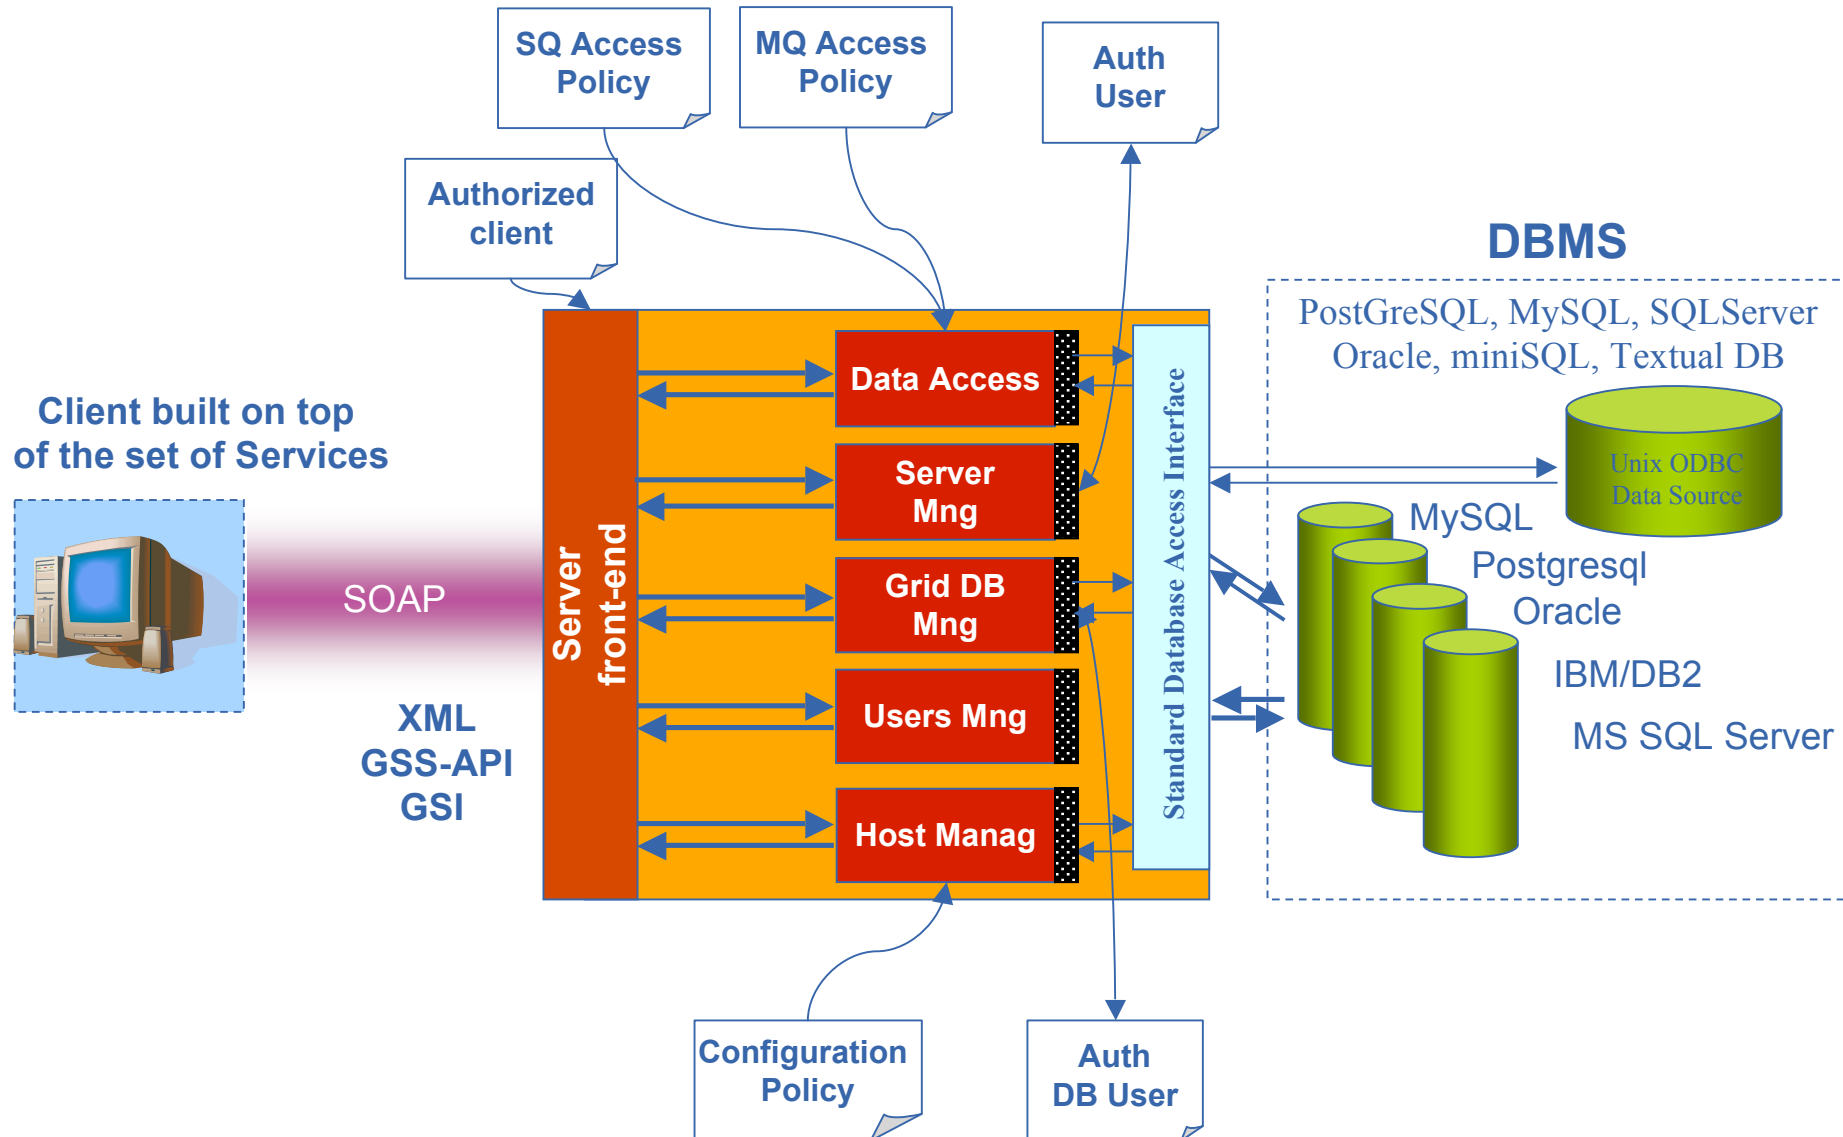 SQ Access
Policy
MQ Access
Policy
Auth
User
Authorized
client
DBMS
PostGreSQL, MySQL, SQLServer
Oracle, miniSQL, Textual DB
Client built on top
of the set of Services
SOAP
XML
GSS-API
GSI
Server
front-end
Data Access
Server
Mng
Grid DB
Mng
Users Mng
Host Manag
Standard Database Access Interface
Unix ODBC
Data Source
MySQL
Postgresql
Oracle
IBM/DB2
MS SQL Server
Configuration
Policy
Auth
DB User